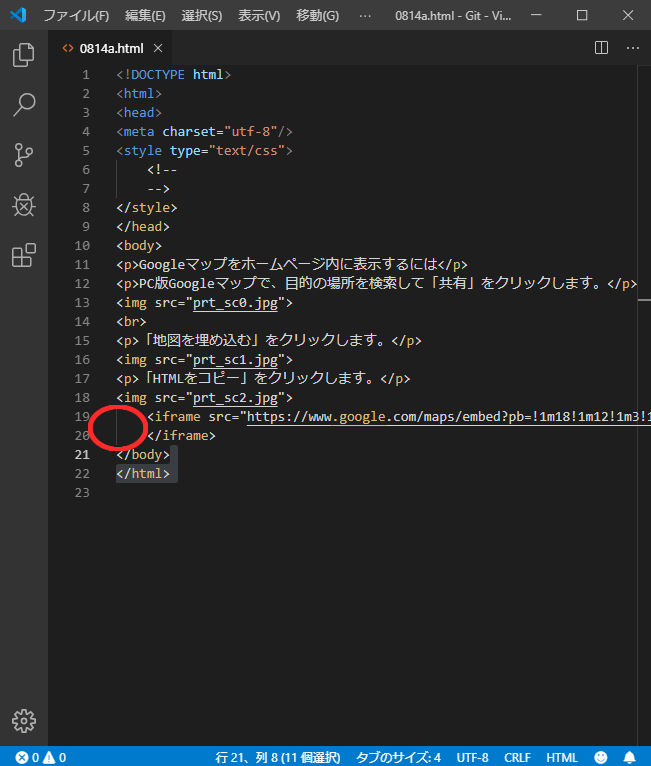 ファイル(F) 編集(E) 選択(S) 表示(V) 移動(G) ··· 0814a.html - Git - Vi...
<> 0814a.html ×
1 <!DOCTYPE html>
2 <html>
3 <head>
4 <meta charset="utf-8"/>
5 <style type="text/css">
6 <!--
7 -->
8 </style>
9 </head>
10 <body>
11 <p>Googleマップをホームページ内に表示するには</p>
12 <p>PC版Googleマップで、目的の場所を検索して「共有」をクリックします。</p>
13 <img src="prt_sc0.jpg">
14 <br>
15 <p>「地図を埋め込む」をクリックします。</p>
16 <img src="prt_sc1.jpg">
17 <p>「HTMLをコピー」をクリックします。</p>
18 <img src="prt_sc2.jpg">
19 <iframe src="https://www.google.com/maps/embed?pb=!1m18!1m12!1m3!1
20 </iframe>
21 </body>
22 </html>
23
0 0 行 21、列 8 (11 個選択) タブのサイズ: 4 UTF-8 CRLF HTML